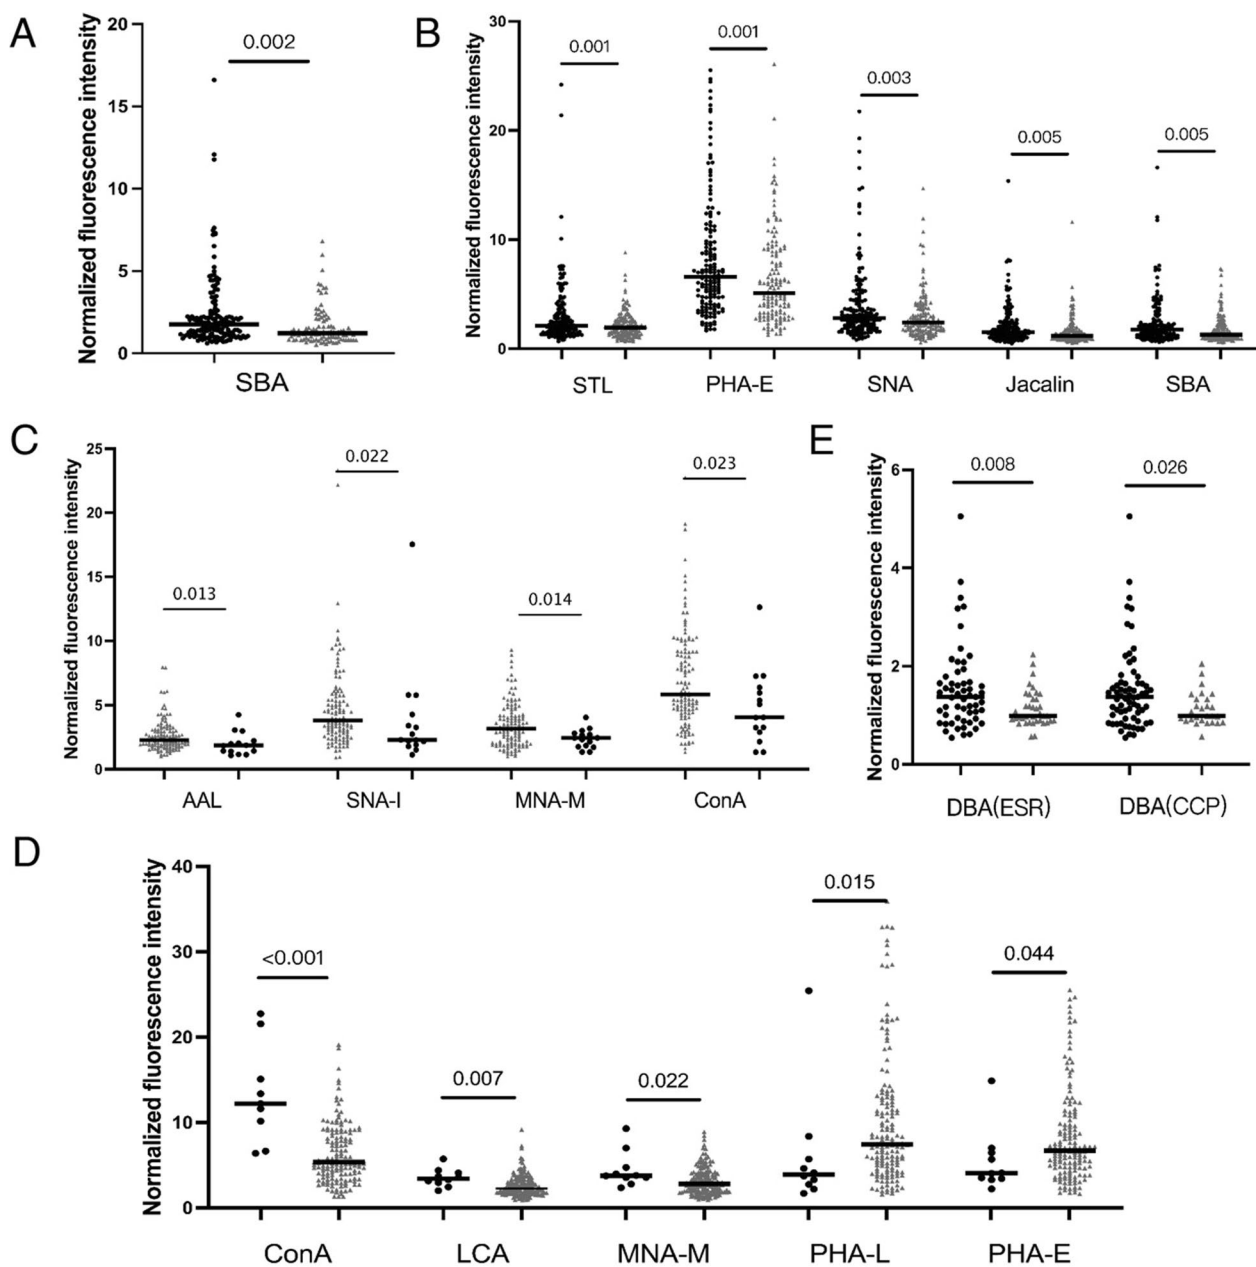 A
Normalized fluorescence intensity
20
15
10
5
0
0.002
SBA
B
Normalized fluorescence intensity
30
20
10
0
0.001
0.001
0.003
0.005
0.005
STL PHA-E SNA Jacalin SBA
C
Normalized fluorescence intensity
25
20
15
10
5
0
0.013
0.022
0.014
0.023
AAL SNA-I MNA-M ConA
E
Normalized fluorescence intensity
6
4
2
0
0.008
0.026
DBA(ESR) DBA(CCP)
D
Normalized fluorescence intensity
40
30
20
10
0
<0.001
0.007
0.022
0.015
0.044
ConA LCA MNA-M PHA-L PHA-E